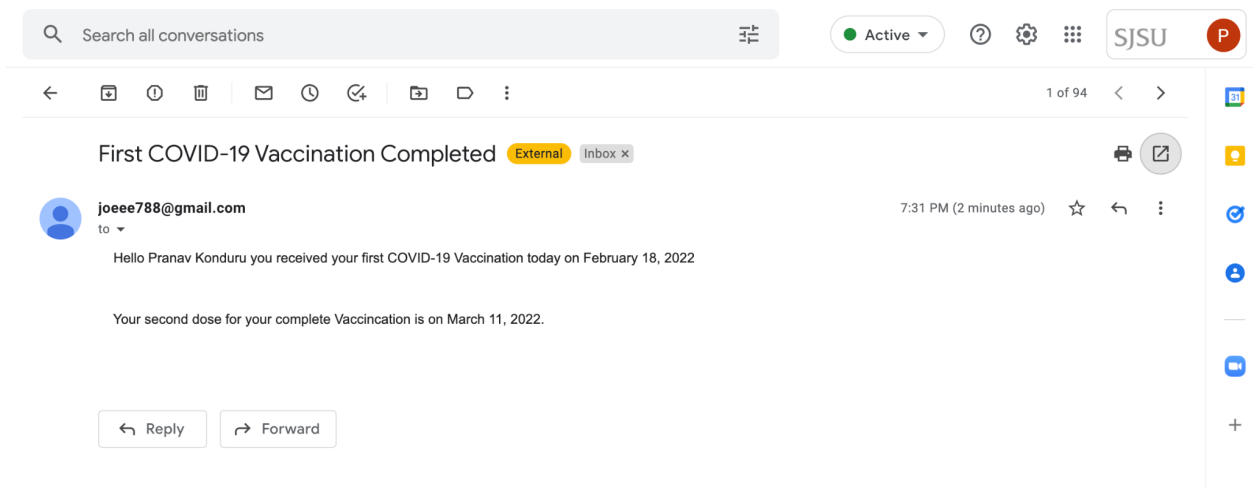 Search all conversations
Active
SJSU
P
1 of 94
31
First COVID-19 Vaccination Completed External Inbox ×
joeee788@gmail.com
7:31 PM (2 minutes ago)
to
Hello Pranav Konduru you received your first COVID-19 Vaccination today on February 18, 2022
Your second dose for your complete Vaccincation is on March 11, 2022.
Reply
Forward